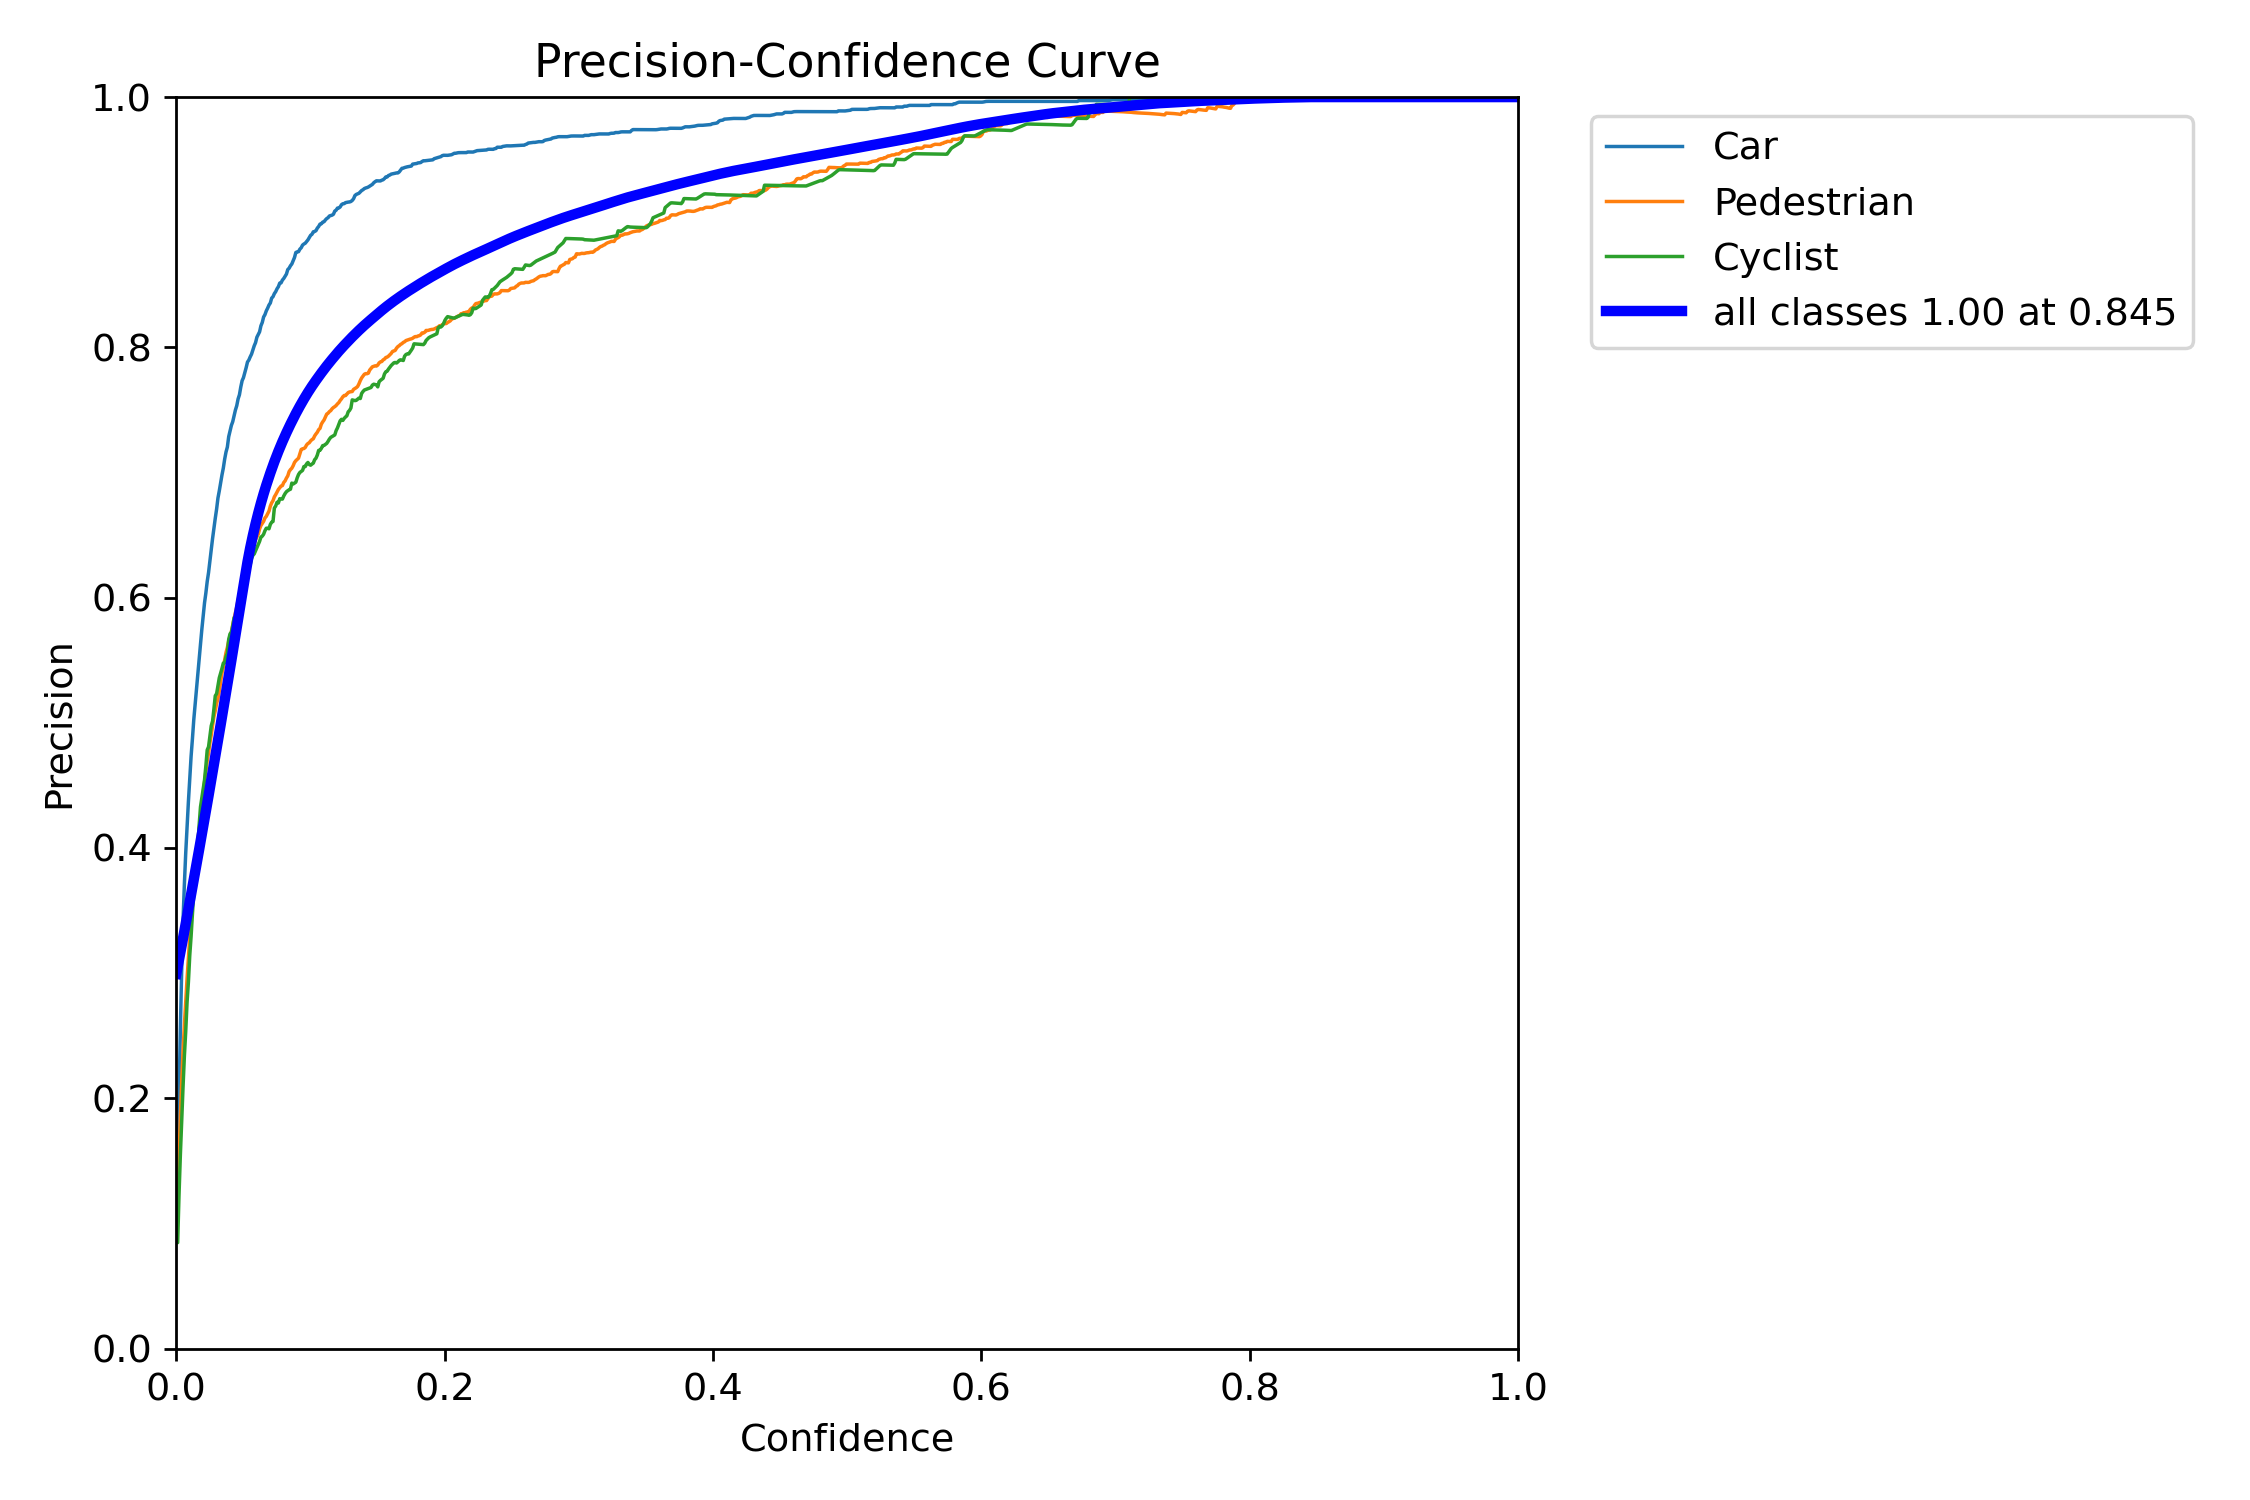 Precision-Confidence Curve
1.0
0.8
0.6
0.4
0.2
0.0
Precision
0.0 0.2 0.4 0.6 0.8 1.0
Confidence
Car
Pedestrian
Cyclist
all classes 1.00 at 0.845